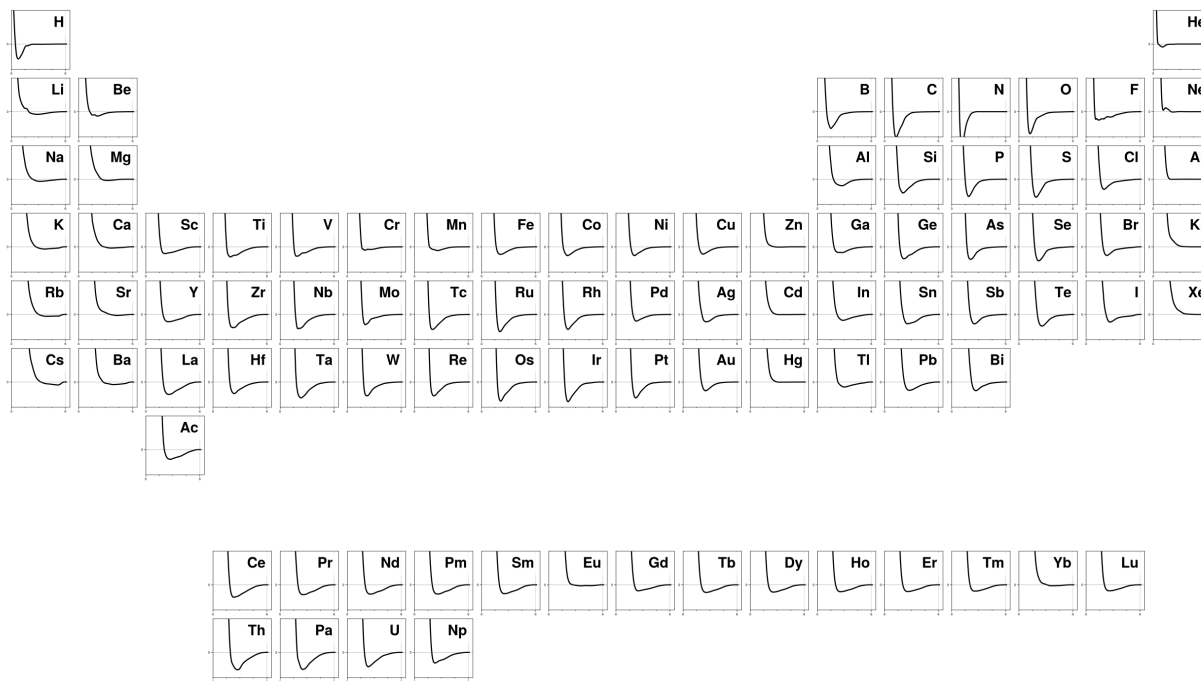 H He
Li Be B C N O F Ne
Na Mg Al Si P S Cl A
K Ca Sc Ti V Cr Mn Fe Co Ni Cu Zn Ga Ge As Se Br K
Rb Sr Y Zr Nb Mo Tc Ru Rh Pd Ag Cd In Sn Sb Te I Xe
Cs Ba La Hf Ta W Re Os Ir Pt Au Hg Tl Pb Bi
Ac
Ce Pr Nd Pm Sm Eu Gd Tb Dy Ho Er Tm Yb Lu
Th Pa U Np